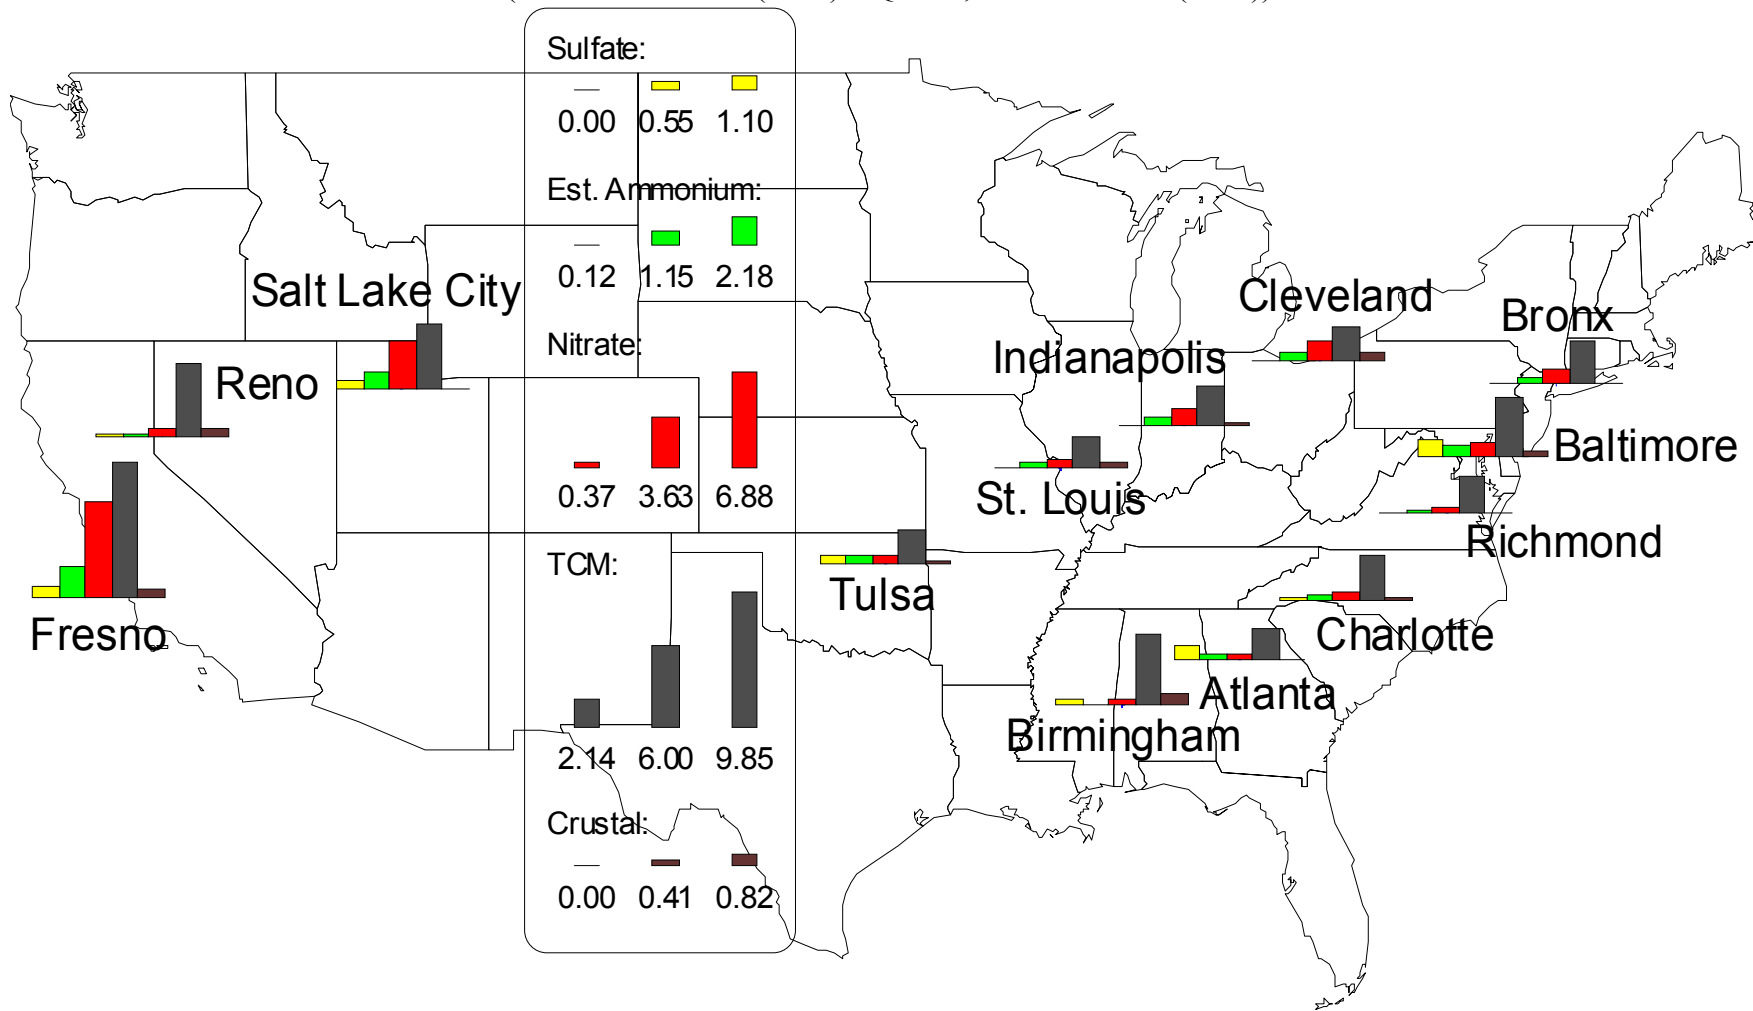 Sulfate:
0.00 0.55 1.10
Est. Ammonium:
0.12 1.15 2.18
Salt Lake City
Cleveland
Bronx
Nitrate:
Indianapolis
Reno
Baltimore
0.37 3.63 6.88
St. Louis
Richmond
TCM:
Tulsa
Fresno
Charlotte
Atlanta
Birmingham
2.14 6.00 9.85
Crustal:
0.00 0.41 0.82